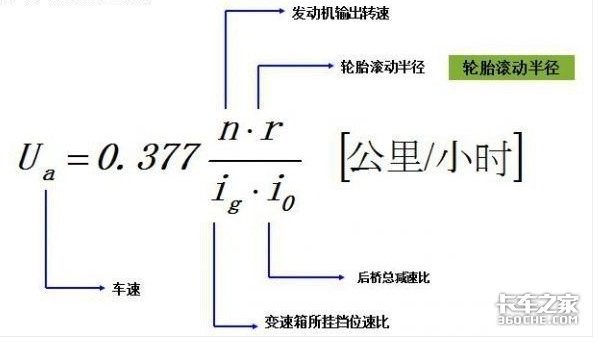 发动机输出转速
轮胎滚动半径 轮胎滚动半径
Uₐ = 0.377 n·r / i_g·i₀ [公里/小时]
后桥总减速比
车速
变速箱所挂挡位速比
卡车之家
360che.com